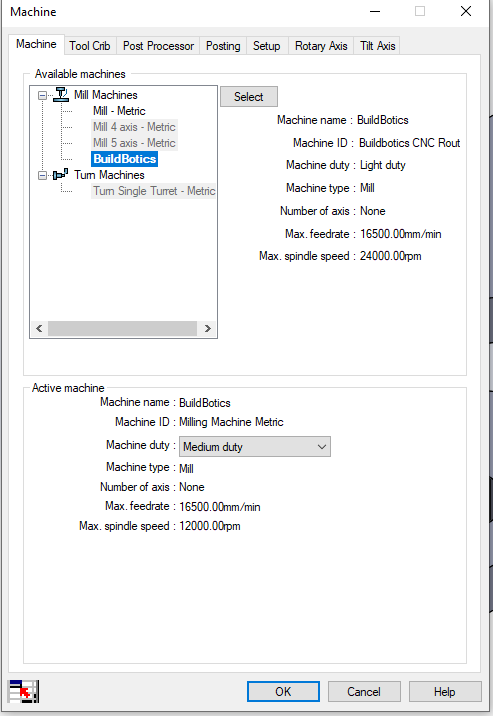 Machine
Machine Tool Crib Post Processor Posting Setup Rotary Axis Tilt Axis
Available machines
Mill Machines
Mill - Metric
Mill 4 axis - Metric
Mill 5 axis - Metric
BuildBotics
Turn Machines
Turn Single Turret - Metric
Select
Machine name : BuildBotics
Machine ID : Buildbotics CNC Rout
Machine duty : Light duty
Machine type : Mill
Number of axis : None
Max. feedrate : 16500.00mm/min
Max. spindle speed : 24000.00rpm
Active machine
Machine name : BuildBotics
Machine ID : Milling Machine Metric
Machine duty : Medium duty
Machine type : Mill
Number of axis : None
Max. feedrate : 16500.00mm/min
Max. spindle speed : 12000.00rpm
OK Cancel Help